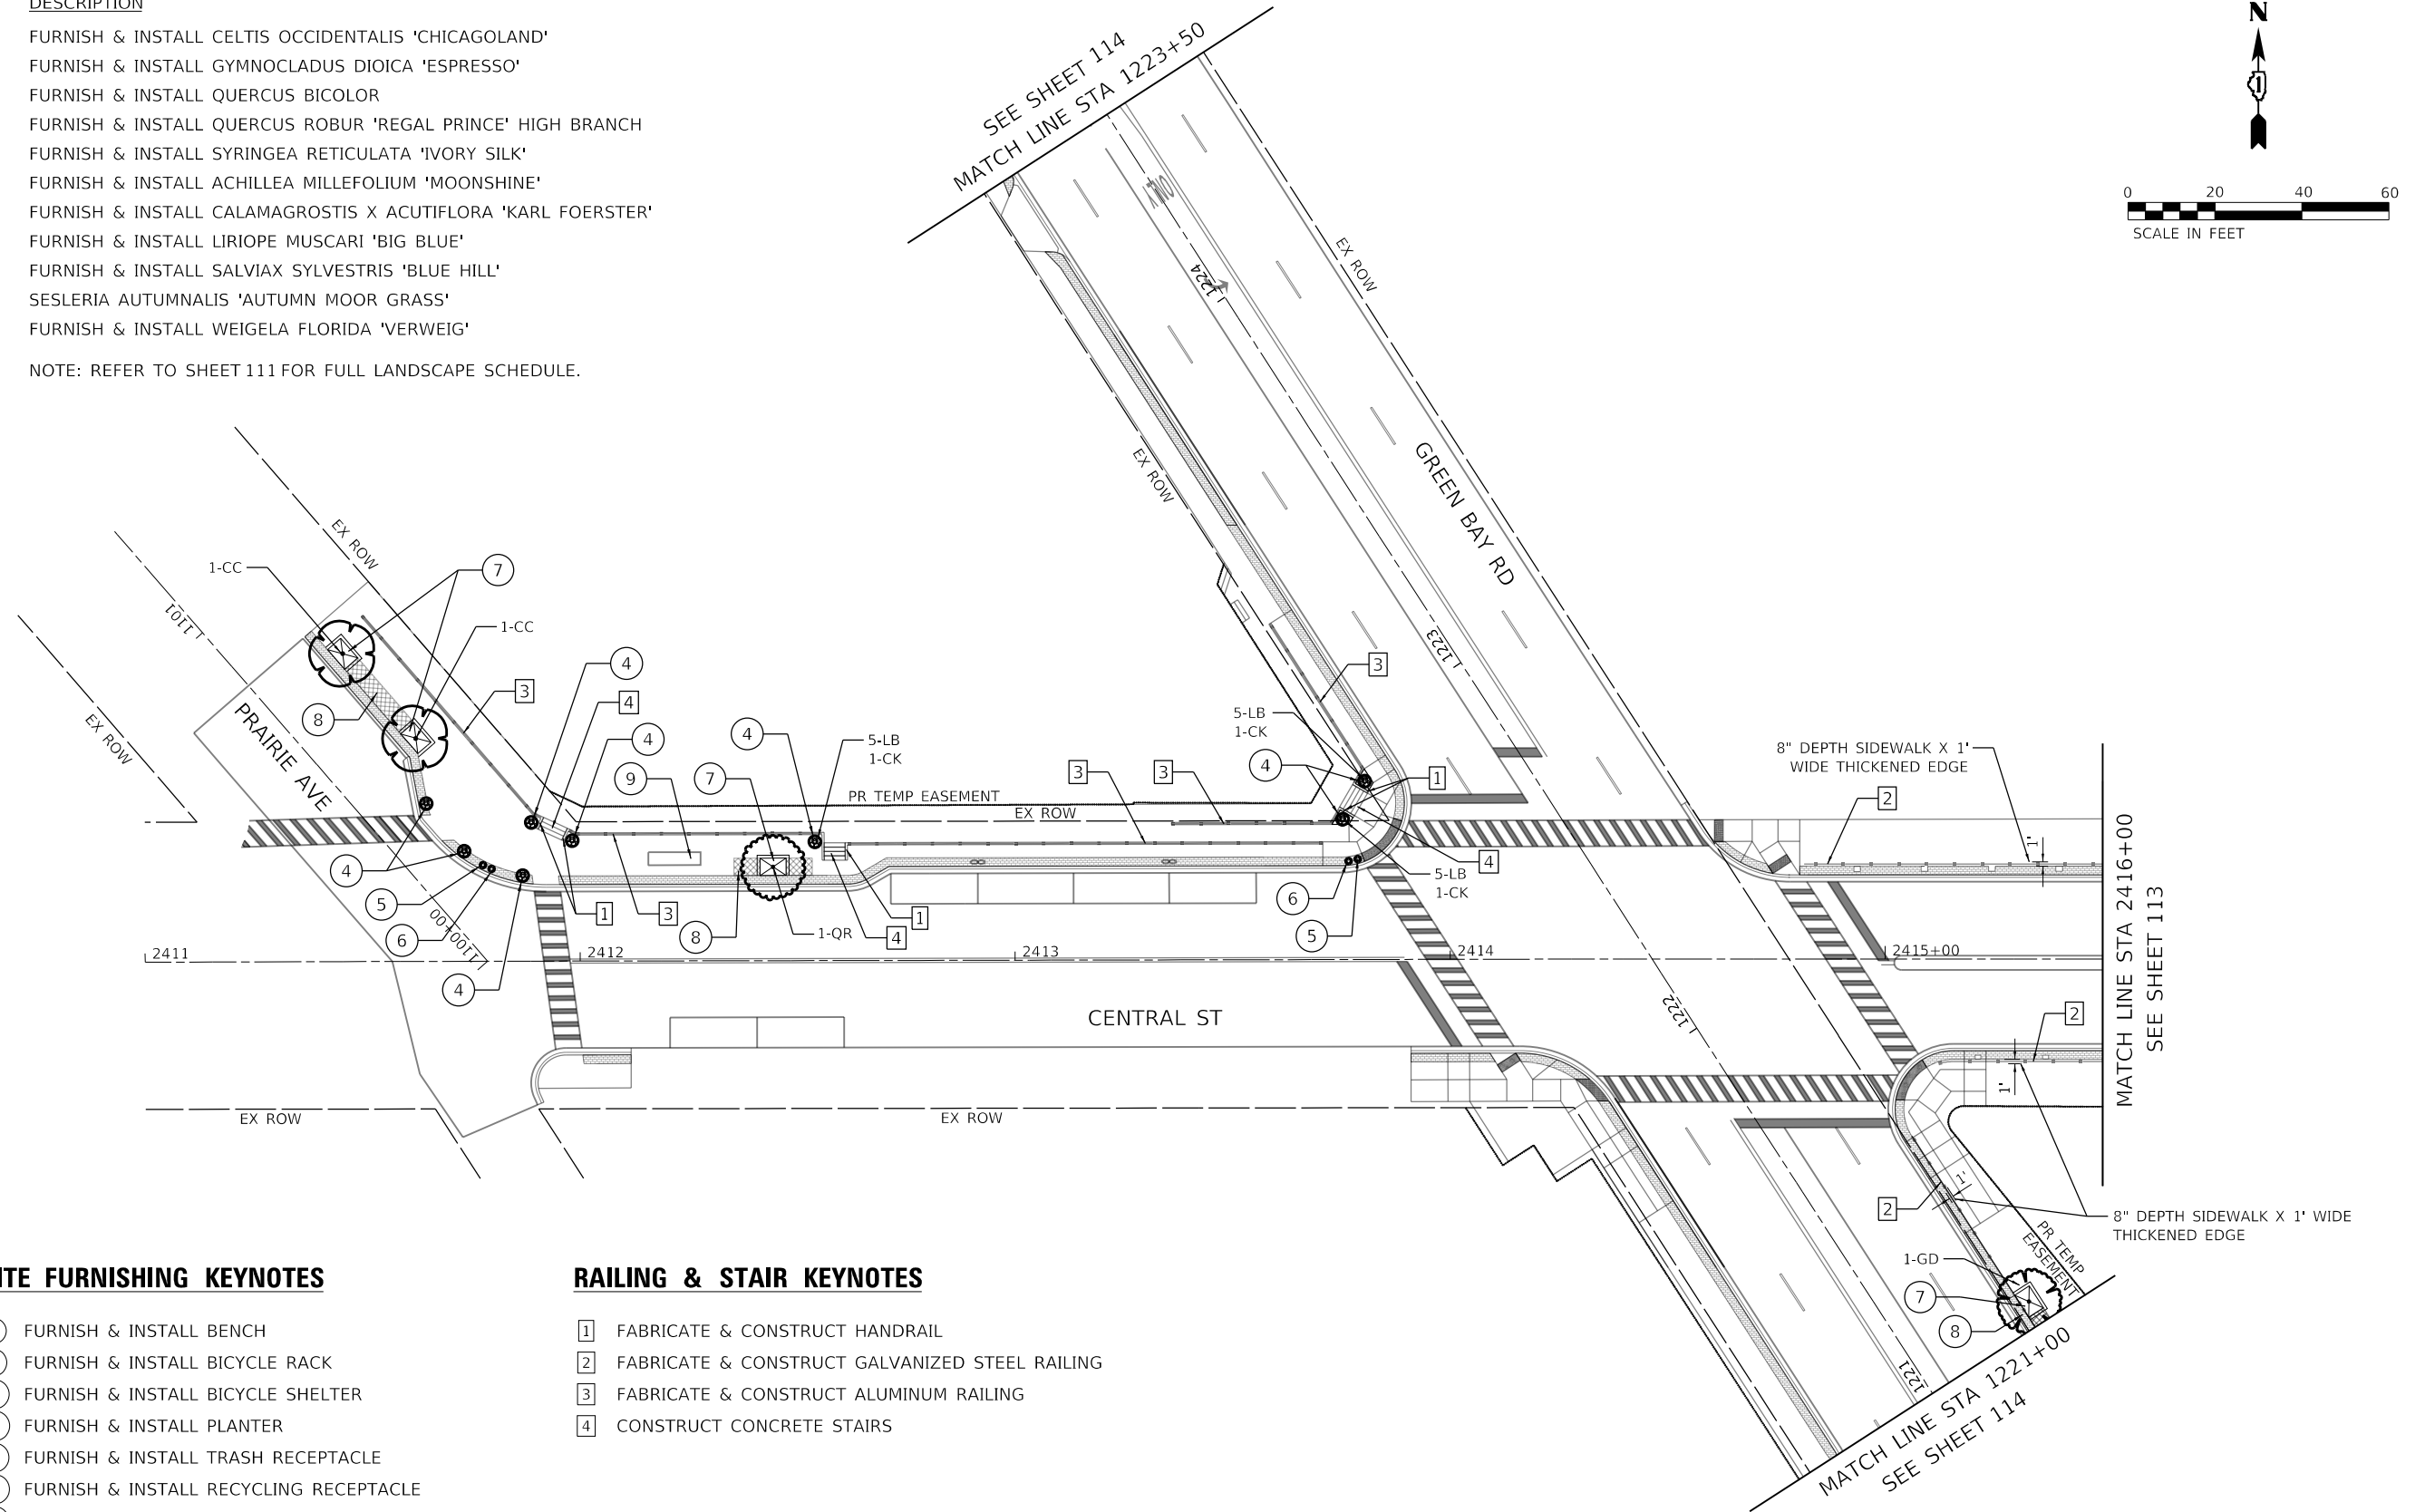 DESCRIPTION
FURNISH & INSTALL CELTIS OCCIDENTALIS 'CHICAGOLAND'
FURNISH & INSTALL GYMNOCLADUS DIOICA 'ESPRESSO'
FURNISH & INSTALL QUERCUS BICOLOR
FURNISH & INSTALL QUERCUS ROBUR 'REGAL PRINCE' HIGH BRANCH
FURNISH & INSTALL SYRINGEA RETICULATA 'IVORY SILK'
FURNISH & INSTALL ACHILLEA MILLEFOLIUM 'MOONSHINE'
FURNISH & INSTALL CALAMAGROSTIS X ACUTIFLORA 'KARL FOERSTER'
FURNISH & INSTALL LIRIOPE MUSCARI 'BIG BLUE'
FURNISH & INSTALL SALVIAX SYLVESTRIS 'BLUE HILL'
SESLERIA AUTUMNALIS 'AUTUMN MOOR GRASS'
FURNISH & INSTALL WEIGELA FLORIDA 'VERWEIG'
NOTE: REFER TO SHEET 111 FOR FULL LANDSCAPE SCHEDULE.
SEE SHEET 114
MATCH LINE STA 1223+50
N
1
0 20 40 60
SCALE IN FEET
1224
EX ROW
EX ROW
GREEN BAY RD
1223
EX ROW
1-CC
7
1101
1-CC
EX ROW
PRAIRIE AVE
8
3
4
4
4
9
4
7
5-LB
1-CK
3
3
5-LB
1-CK
4
3
1
PR TEMP EASEMENT
EX ROW
8" DEPTH SIDEWALK X 1'
WIDE THICKENED EDGE
2
1'
4
5
6
1100+00
4
1
3
8
1-QR
4
1
6
5
5-LB
1-CK
4
2411
2412
2413
2414
2415+00
1222
CENTRAL ST
2
1'
MATCH LINE STA 2416+00
SEE SHEET 113
EX ROW
EX ROW
1'
2
8" DEPTH SIDEWALK X 1' WIDE
THICKENED EDGE
PR TEMP
EASEMENT
1-GD
7
8
1221
MATCH LINE STA 1221+00
SEE SHEET 114
ITE FURNISHING KEYNOTES
FURNISH & INSTALL BENCH
FURNISH & INSTALL BICYCLE RACK
FURNISH & INSTALL BICYCLE SHELTER
FURNISH & INSTALL PLANTER
FURNISH & INSTALL TRASH RECEPTACLE
FURNISH & INSTALL RECYCLING RECEPTACLE
RAILING & STAIR KEYNOTES
1 FABRICATE & CONSTRUCT HANDRAIL
2 FABRICATE & CONSTRUCT GALVANIZED STEEL RAILING
3 FABRICATE & CONSTRUCT ALUMINUM RAILING
4 CONSTRUCT CONCRETE STAIRS